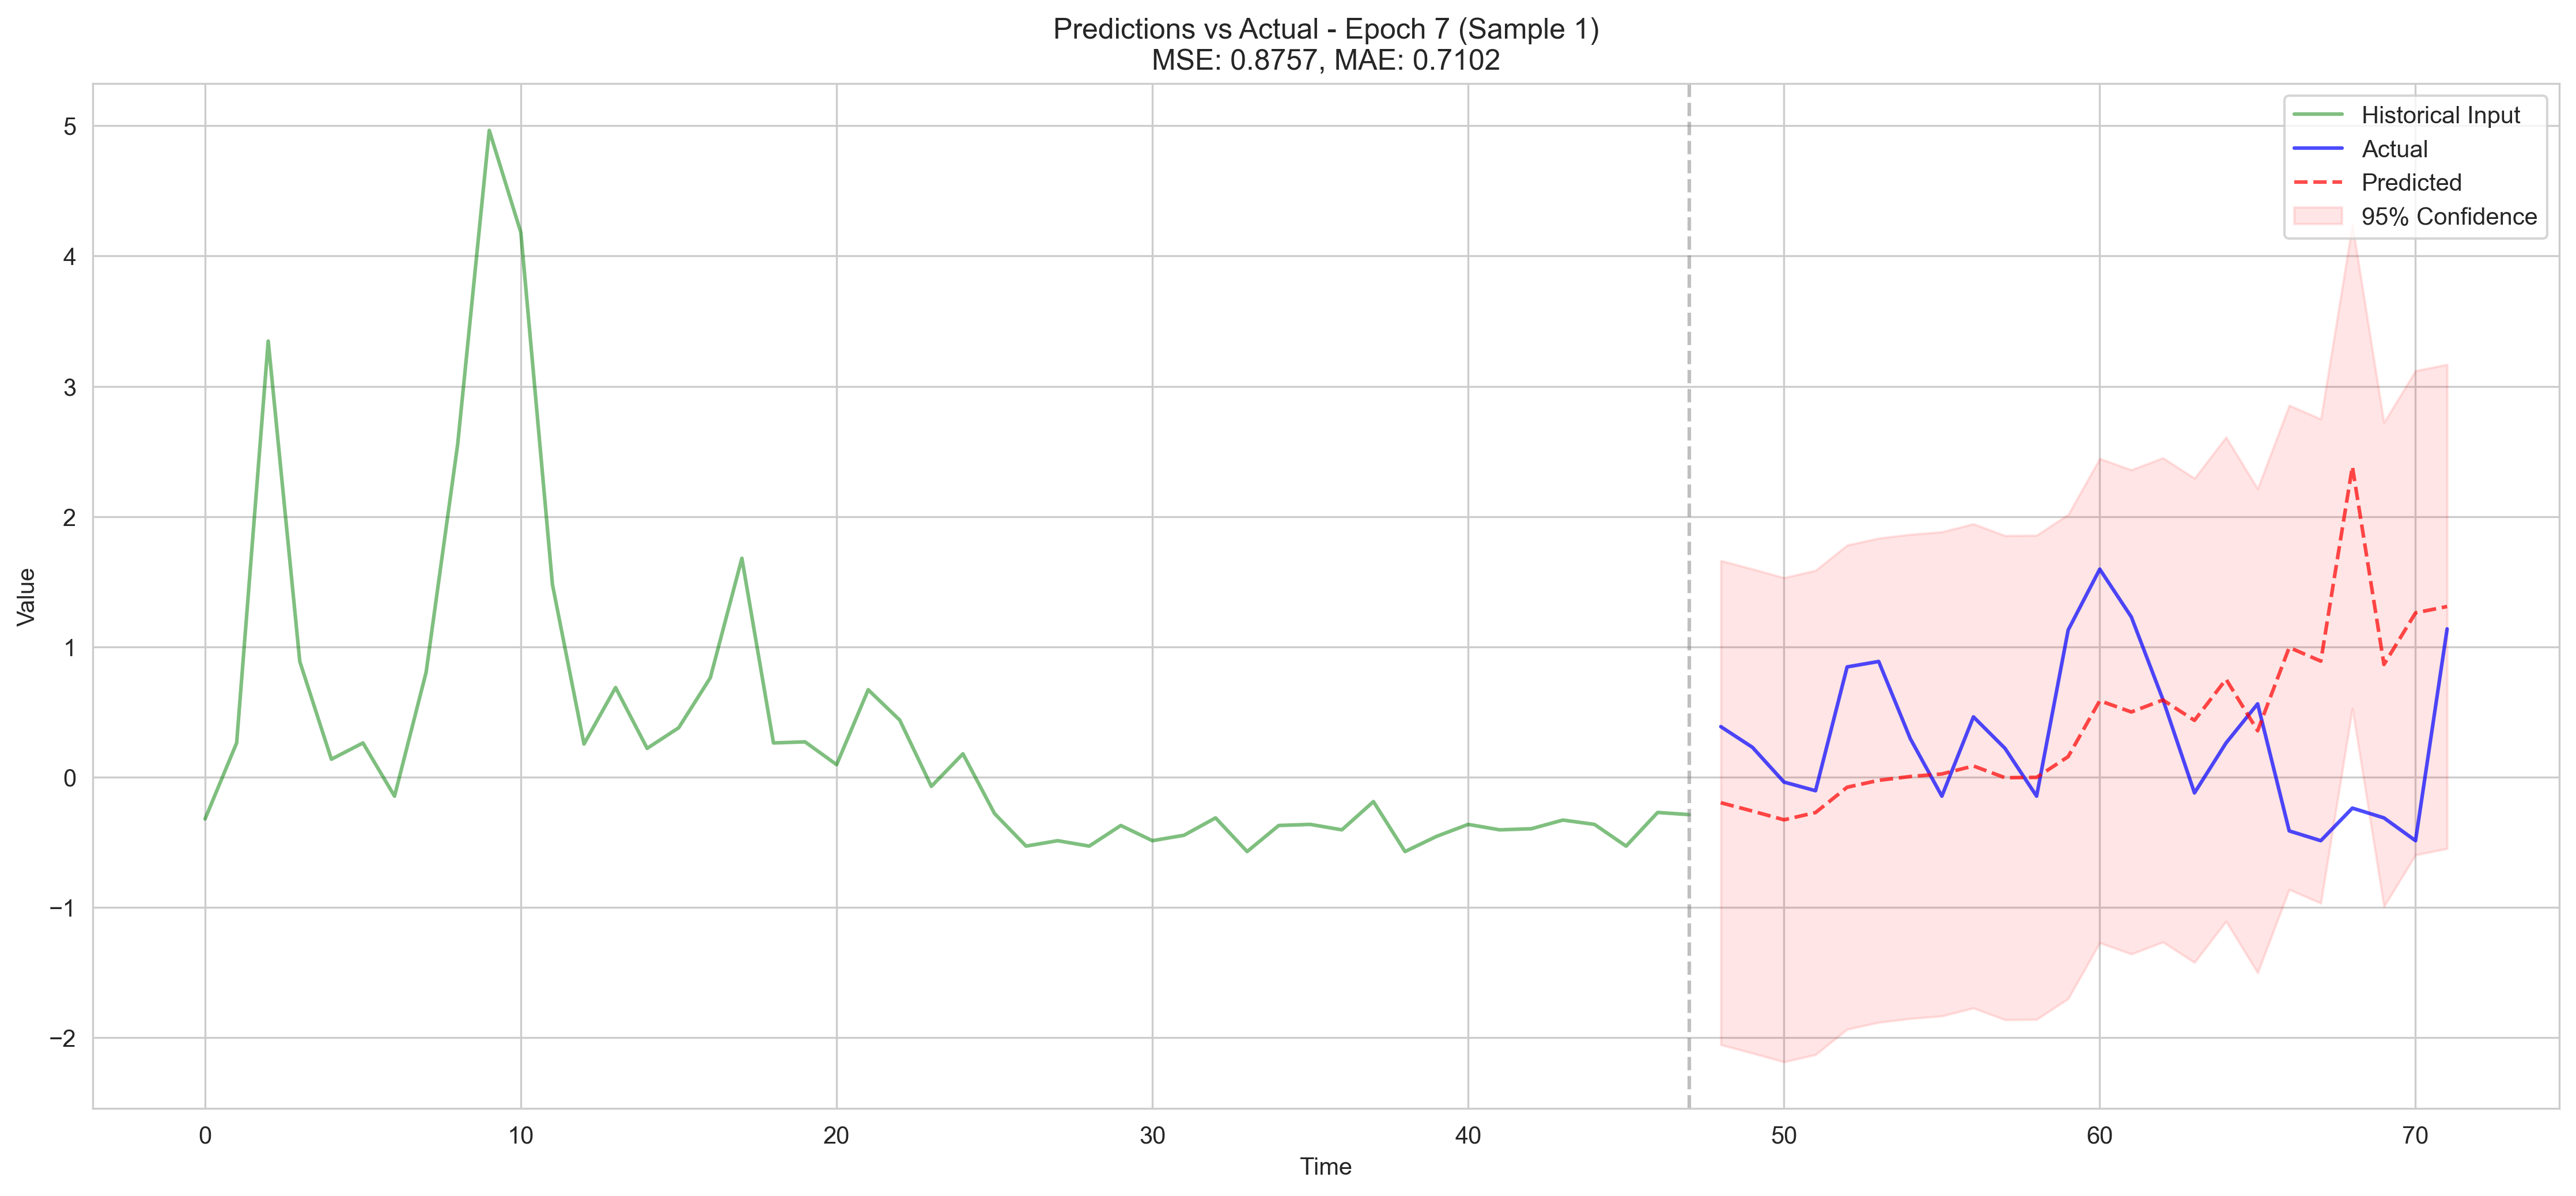 Predictions vs Actual - Epoch 7 (Sample 1)
MSE: 0.8757, MAE: 0.7102
Historical Input
Actual
Predicted
95% Confidence
Value
5
4
3
2
1
0
−1
−2
0 10 20 30 40 50 60 70
Time